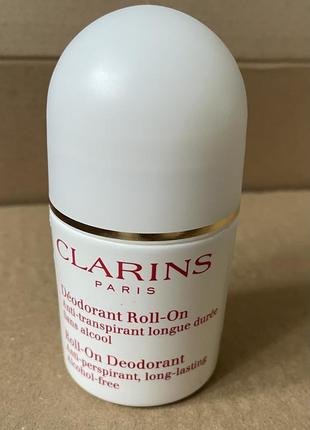 CLARINS
PARIS
Déodorant Roll-On
Anti-transpirant longue durée
Sans alcool
Roll-On Deodorant
Anti-perspirant, long-lasting
Alcohol-free